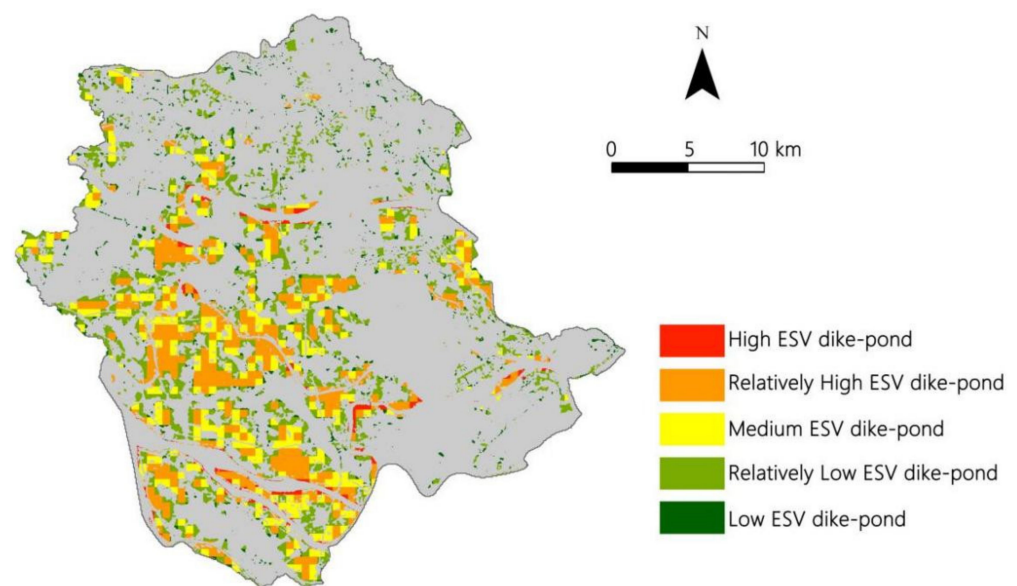 N
0 5 10 km
High ESV dike-pond
Relatively High ESV dike-pond
Medium ESV dike-pond
Relatively Low ESV dike-pond
Low ESV dike-pond